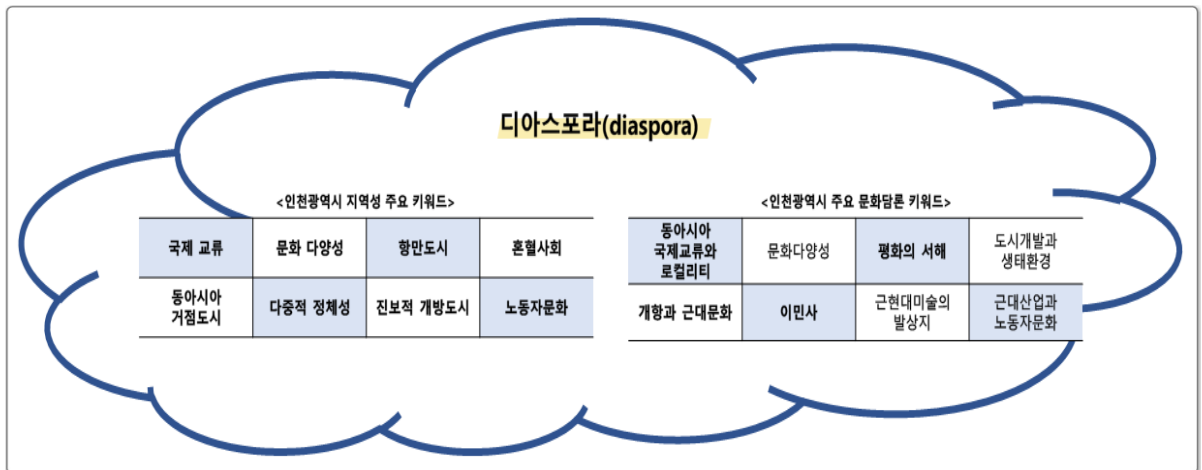 디아스포라(diaspora)
<인천광역시 지역성 주요 키워드>
국제 교류
문화 다양성
항만도시
혼혈사회
동아시아
거점도시
다중적 정체성
진보적 개방도시
노동자문화
<인천광역시 주요 문화담론 키워드>
동아시아
국제교류와
로컬리티
문화다양성
평화의 서해
도시개발과
생태환경
개항과 근대문화
이민사
근현대미술의
발상지
근대산업과
노동자문화